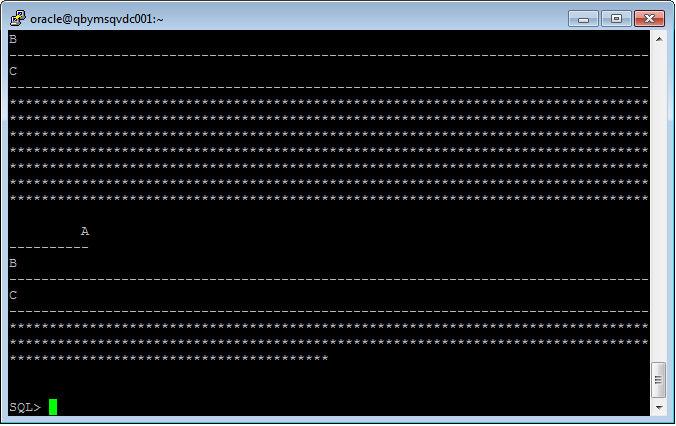 oracle@qbymsqvdc001:~
B
--------------------------------------------------------------------------------
C
--------------------------------------------------------------------------------
********************************************************************************
********************************************************************************
********************************************************************************
********************************************************************************
********************************************************************************
********************************************************************************
********************************************************************************
         A
----------
B
--------------------------------------------------------------------------------
C
--------------------------------------------------------------------------------
********************************************************************************
********************************************************************************
****************************************
SQL>